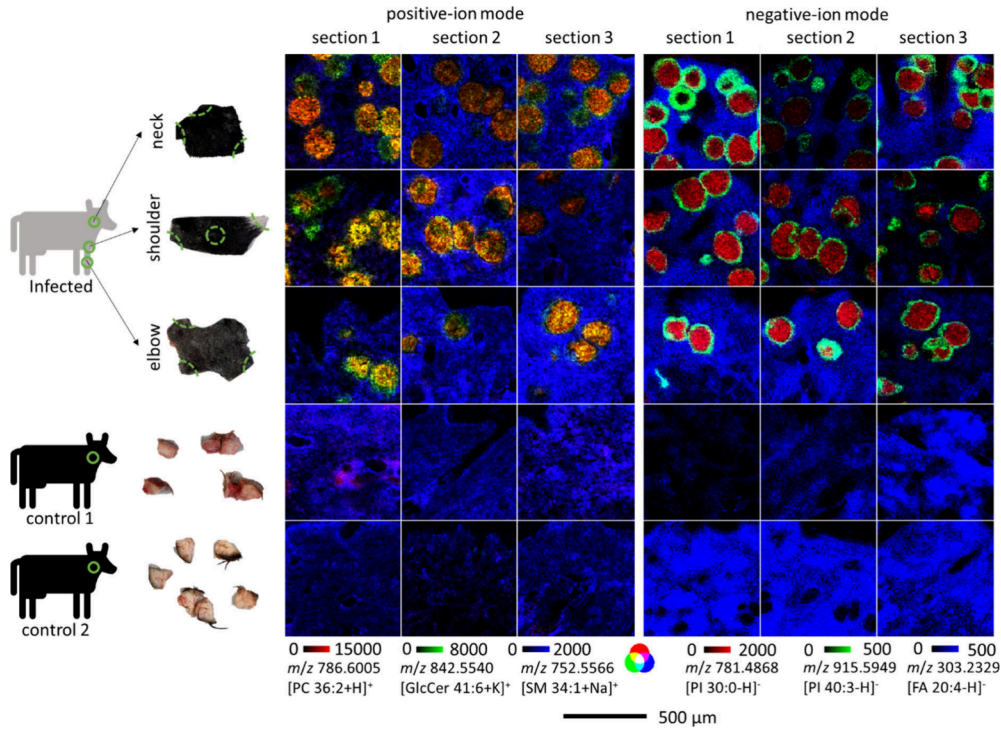 positive-ion mode negative-ion mode
section 1 section 2 section 3 section 1 section 2 section 3
neck
shoulder
Infected
elbow
control 1
control 2
0 15000 0 8000 0 2000 0 2000 0 500 0 500
m/z 786.6005 m/z 842.5540 m/z 752.5566 m/z 781.4868 m/z 915.5949 m/z 303.2329
[PC 36:2+H]⁺ [GlcCer 41:6+K]⁺ [SM 34:1+Na]⁺ [PI 30:0-H]⁻ [PI 40:3-H]⁻ [FA 20:4-H]⁻
500 µm